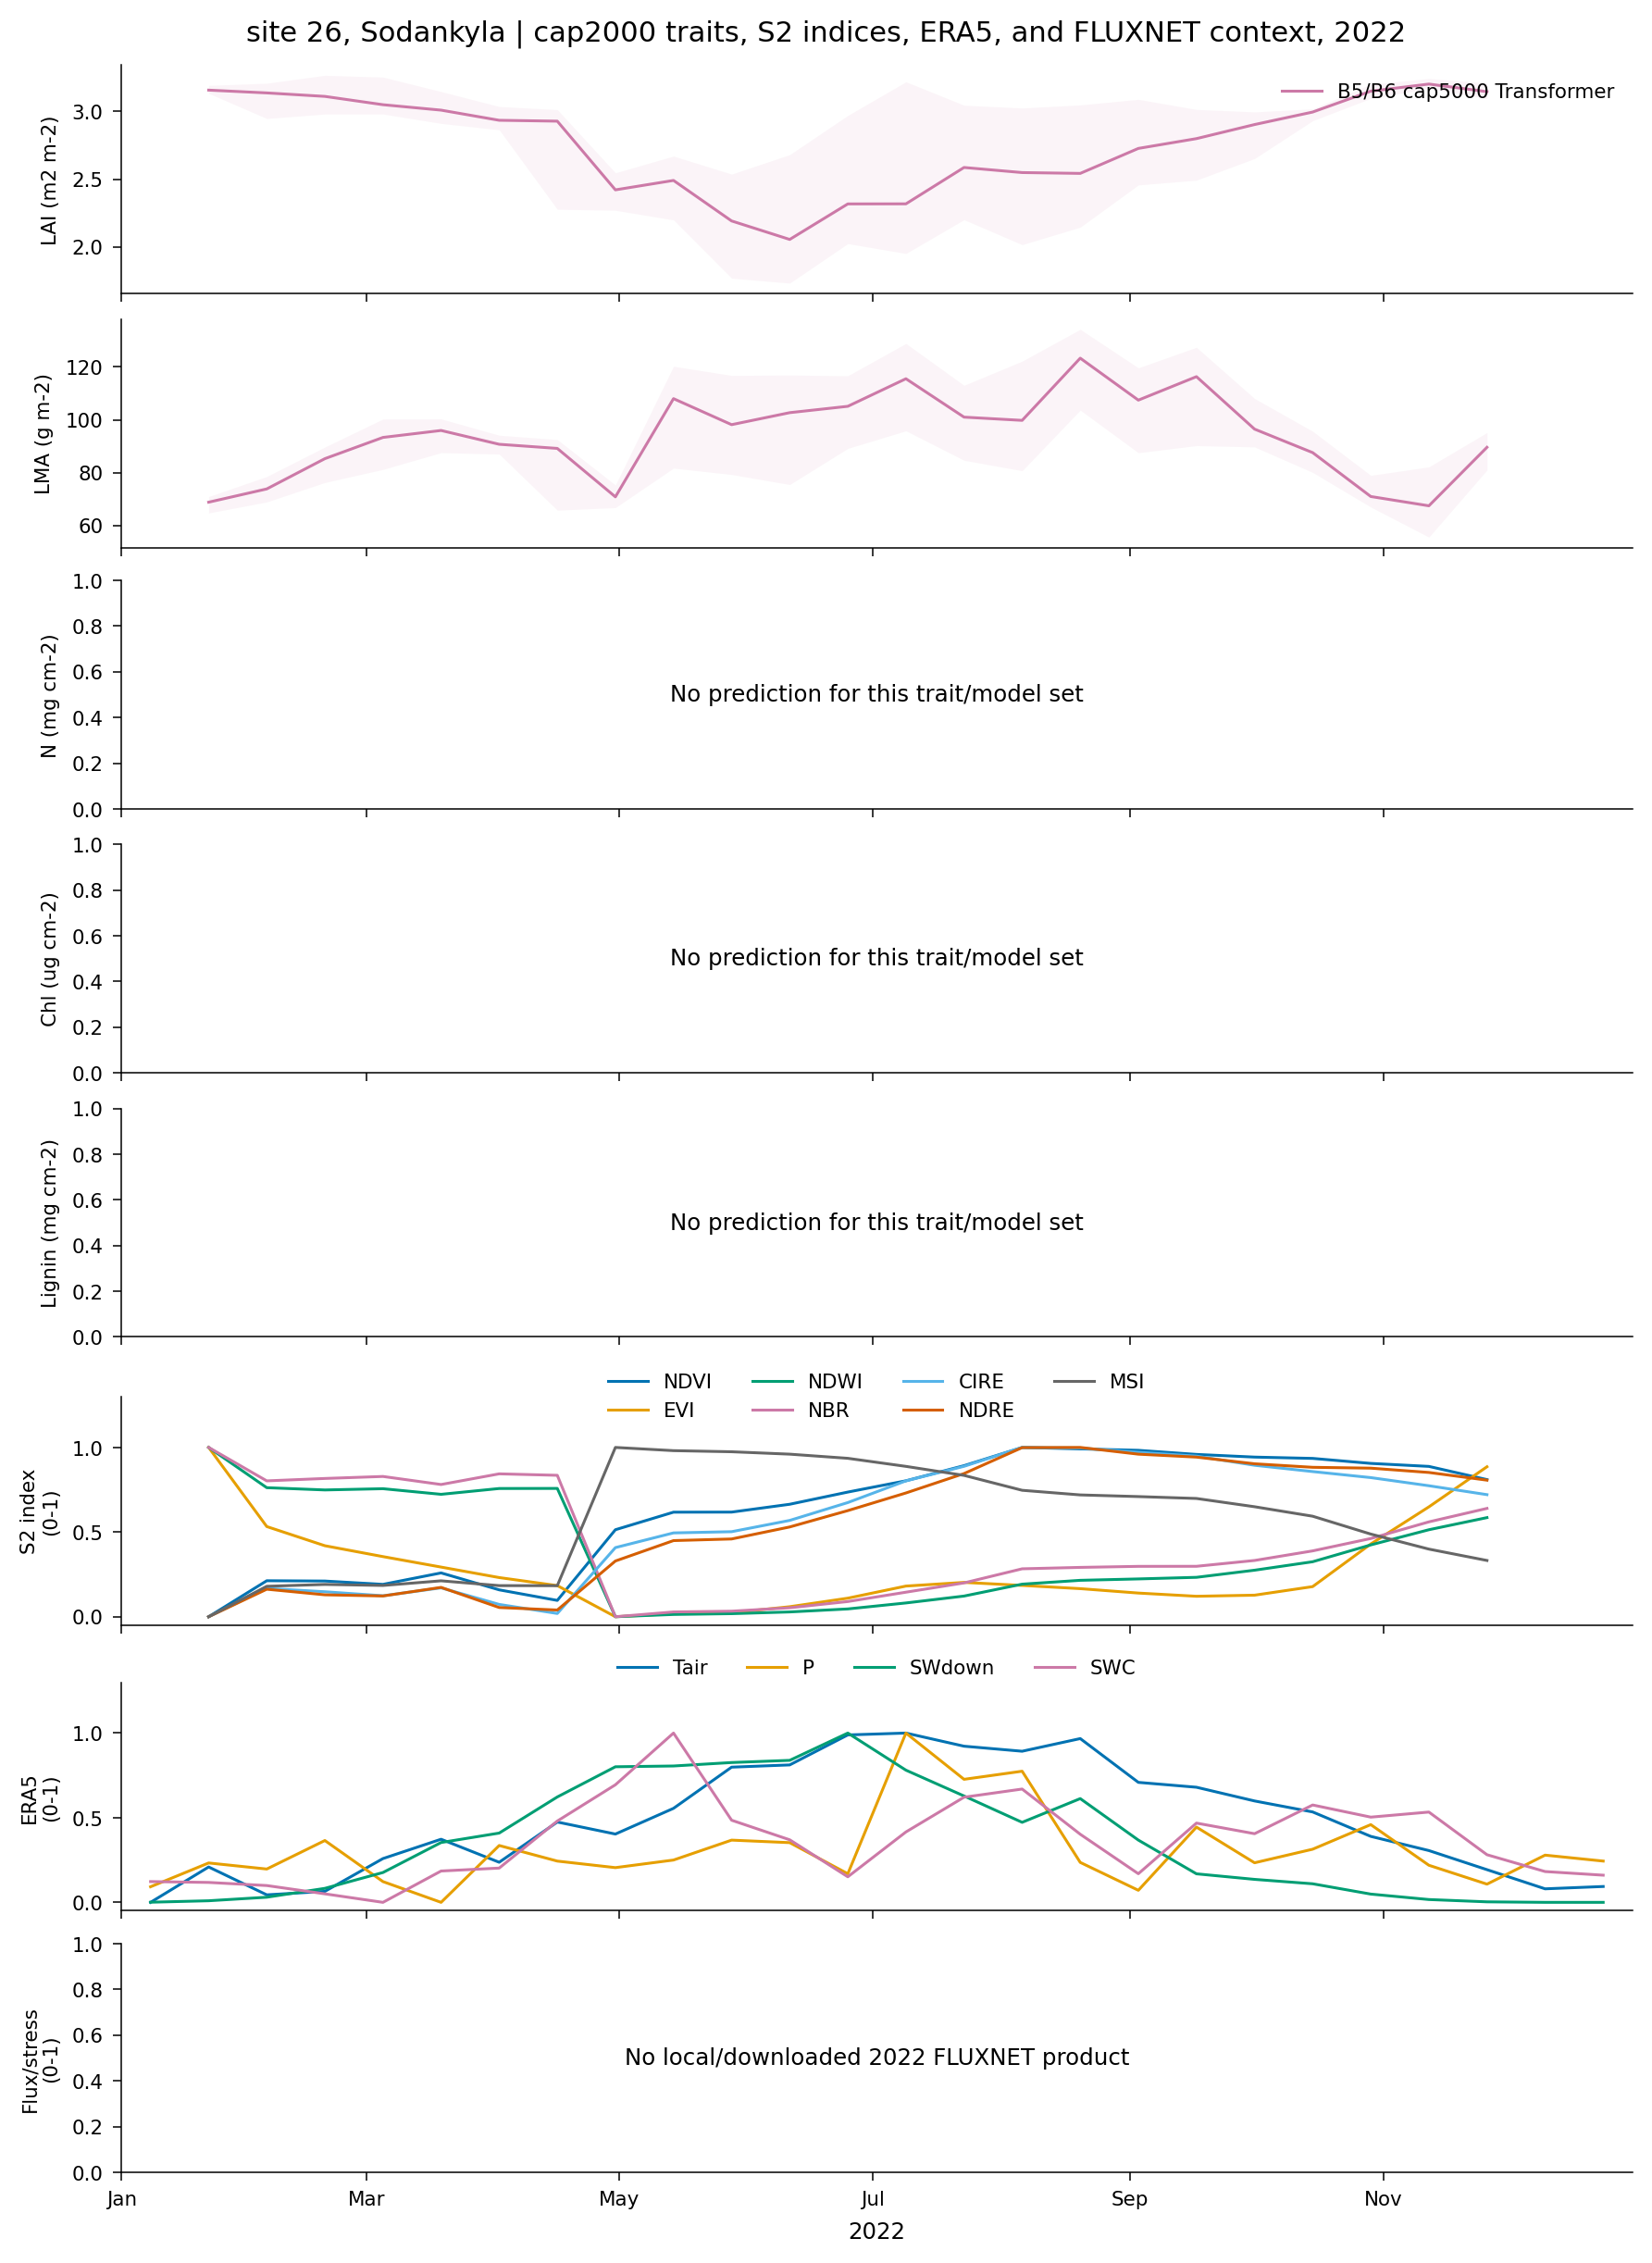 site 26, Sodankyla | cap2000 traits, S2 indices, ERA5, and FLUXNET context, 2022
B5/B6 cap5000 Transformer
LAI (m2 m-2)
3.0
2.5
2.0
LMA (g m-2)
120
100
80
60
N (mg cm-2)
1.0
0.8
0.6
0.4
0.2
0.0
No prediction for this trait/model set
Chl (ug cm-2)
1.0
0.8
0.6
0.4
0.2
0.0
No prediction for this trait/model set
Lignin (mg cm-2)
1.0
0.8
0.6
0.4
0.2
0.0
No prediction for this trait/model set
NDVI NDWI CIRE MSI
EVI NBR NDRE
S2 index
(0-1)
1.0
0.5
0.0
Tair P SWdown SWC
ERA5
(0-1)
1.0
0.5
0.0
Flux/stress
(0-1)
1.0
0.8
0.6
0.4
0.2
0.0
No local/downloaded 2022 FLUXNET product
Jan Mar May Jul Sep Nov
2022